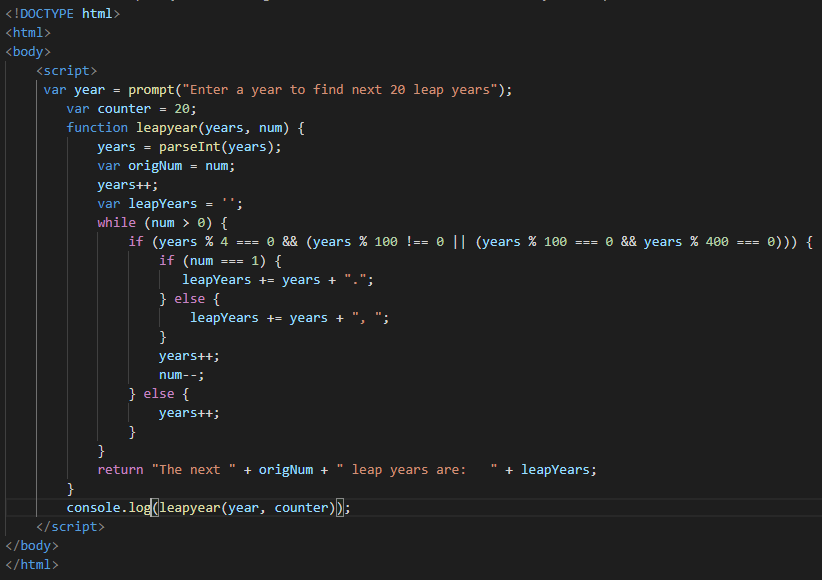 <!DOCTYPE html>
<html>
<body>
    <script>
     var year = prompt("Enter a year to find next 20 leap years");
        var counter = 20;
        function leapyear(years, num) {
            years = parseInt(years);
            var origNum = num;
            years++;
            var leapYears = '';
            while (num > 0) {
                if (years % 4 === 0 && (years % 100 !== 0 || (years % 100 === 0 && years % 400 === 0))) {
                    if (num === 1) {
                       leapYears += years + ".";
                    } else {
                        leapYears += years + ", ";
                    }
                    years++;
                    num--;
                } else {
                    years++;
                }
            }
            return "The next " + origNum + " leap years are:   " + leapYears;
        }
        console.log(leapyear(year, counter));
    </script>
</body>
</html>